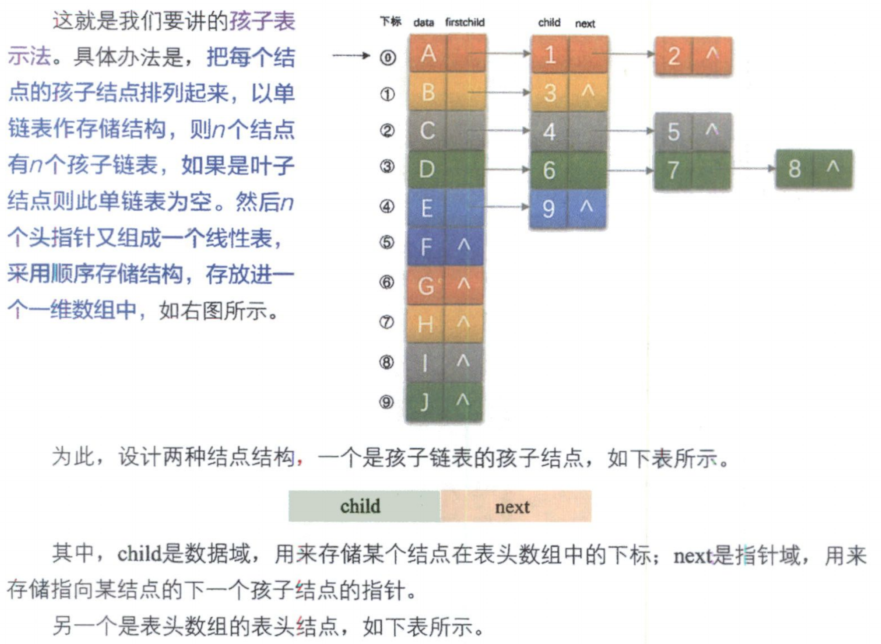 这就是我们要讲的孩子表
示法。具体办法是，把每个结
点的孩子结点排列起来，以单
链表作存储结构，则n个结点
有n个孩子链表，如果是叶子
结点则此单链表为空。然后n
个头指针又组成一个线性表，
采用顺序存储结构，存放进一
个一维数组中，如右图所示。
下标 data firstchild child next
⓪ A 1 2 ^
① B 3 ^
② C 4 5 ^
③ D 6 7 8 ^
④ E 9 ^
⑤ F ^
⑥ G ^
⑦ H ^
⑧ I ^
⑨ J ^
为此，设计两种结点结构，一个是孩子链表的孩子结点，如下表所示。
child next
其中，child是数据域，用来存储某个结点在表头数组中的下标；next是指针域，用来
存储指向某结点的下一个孩子结点的指针。
另一个是表头数组的表头结点，如下表所示。